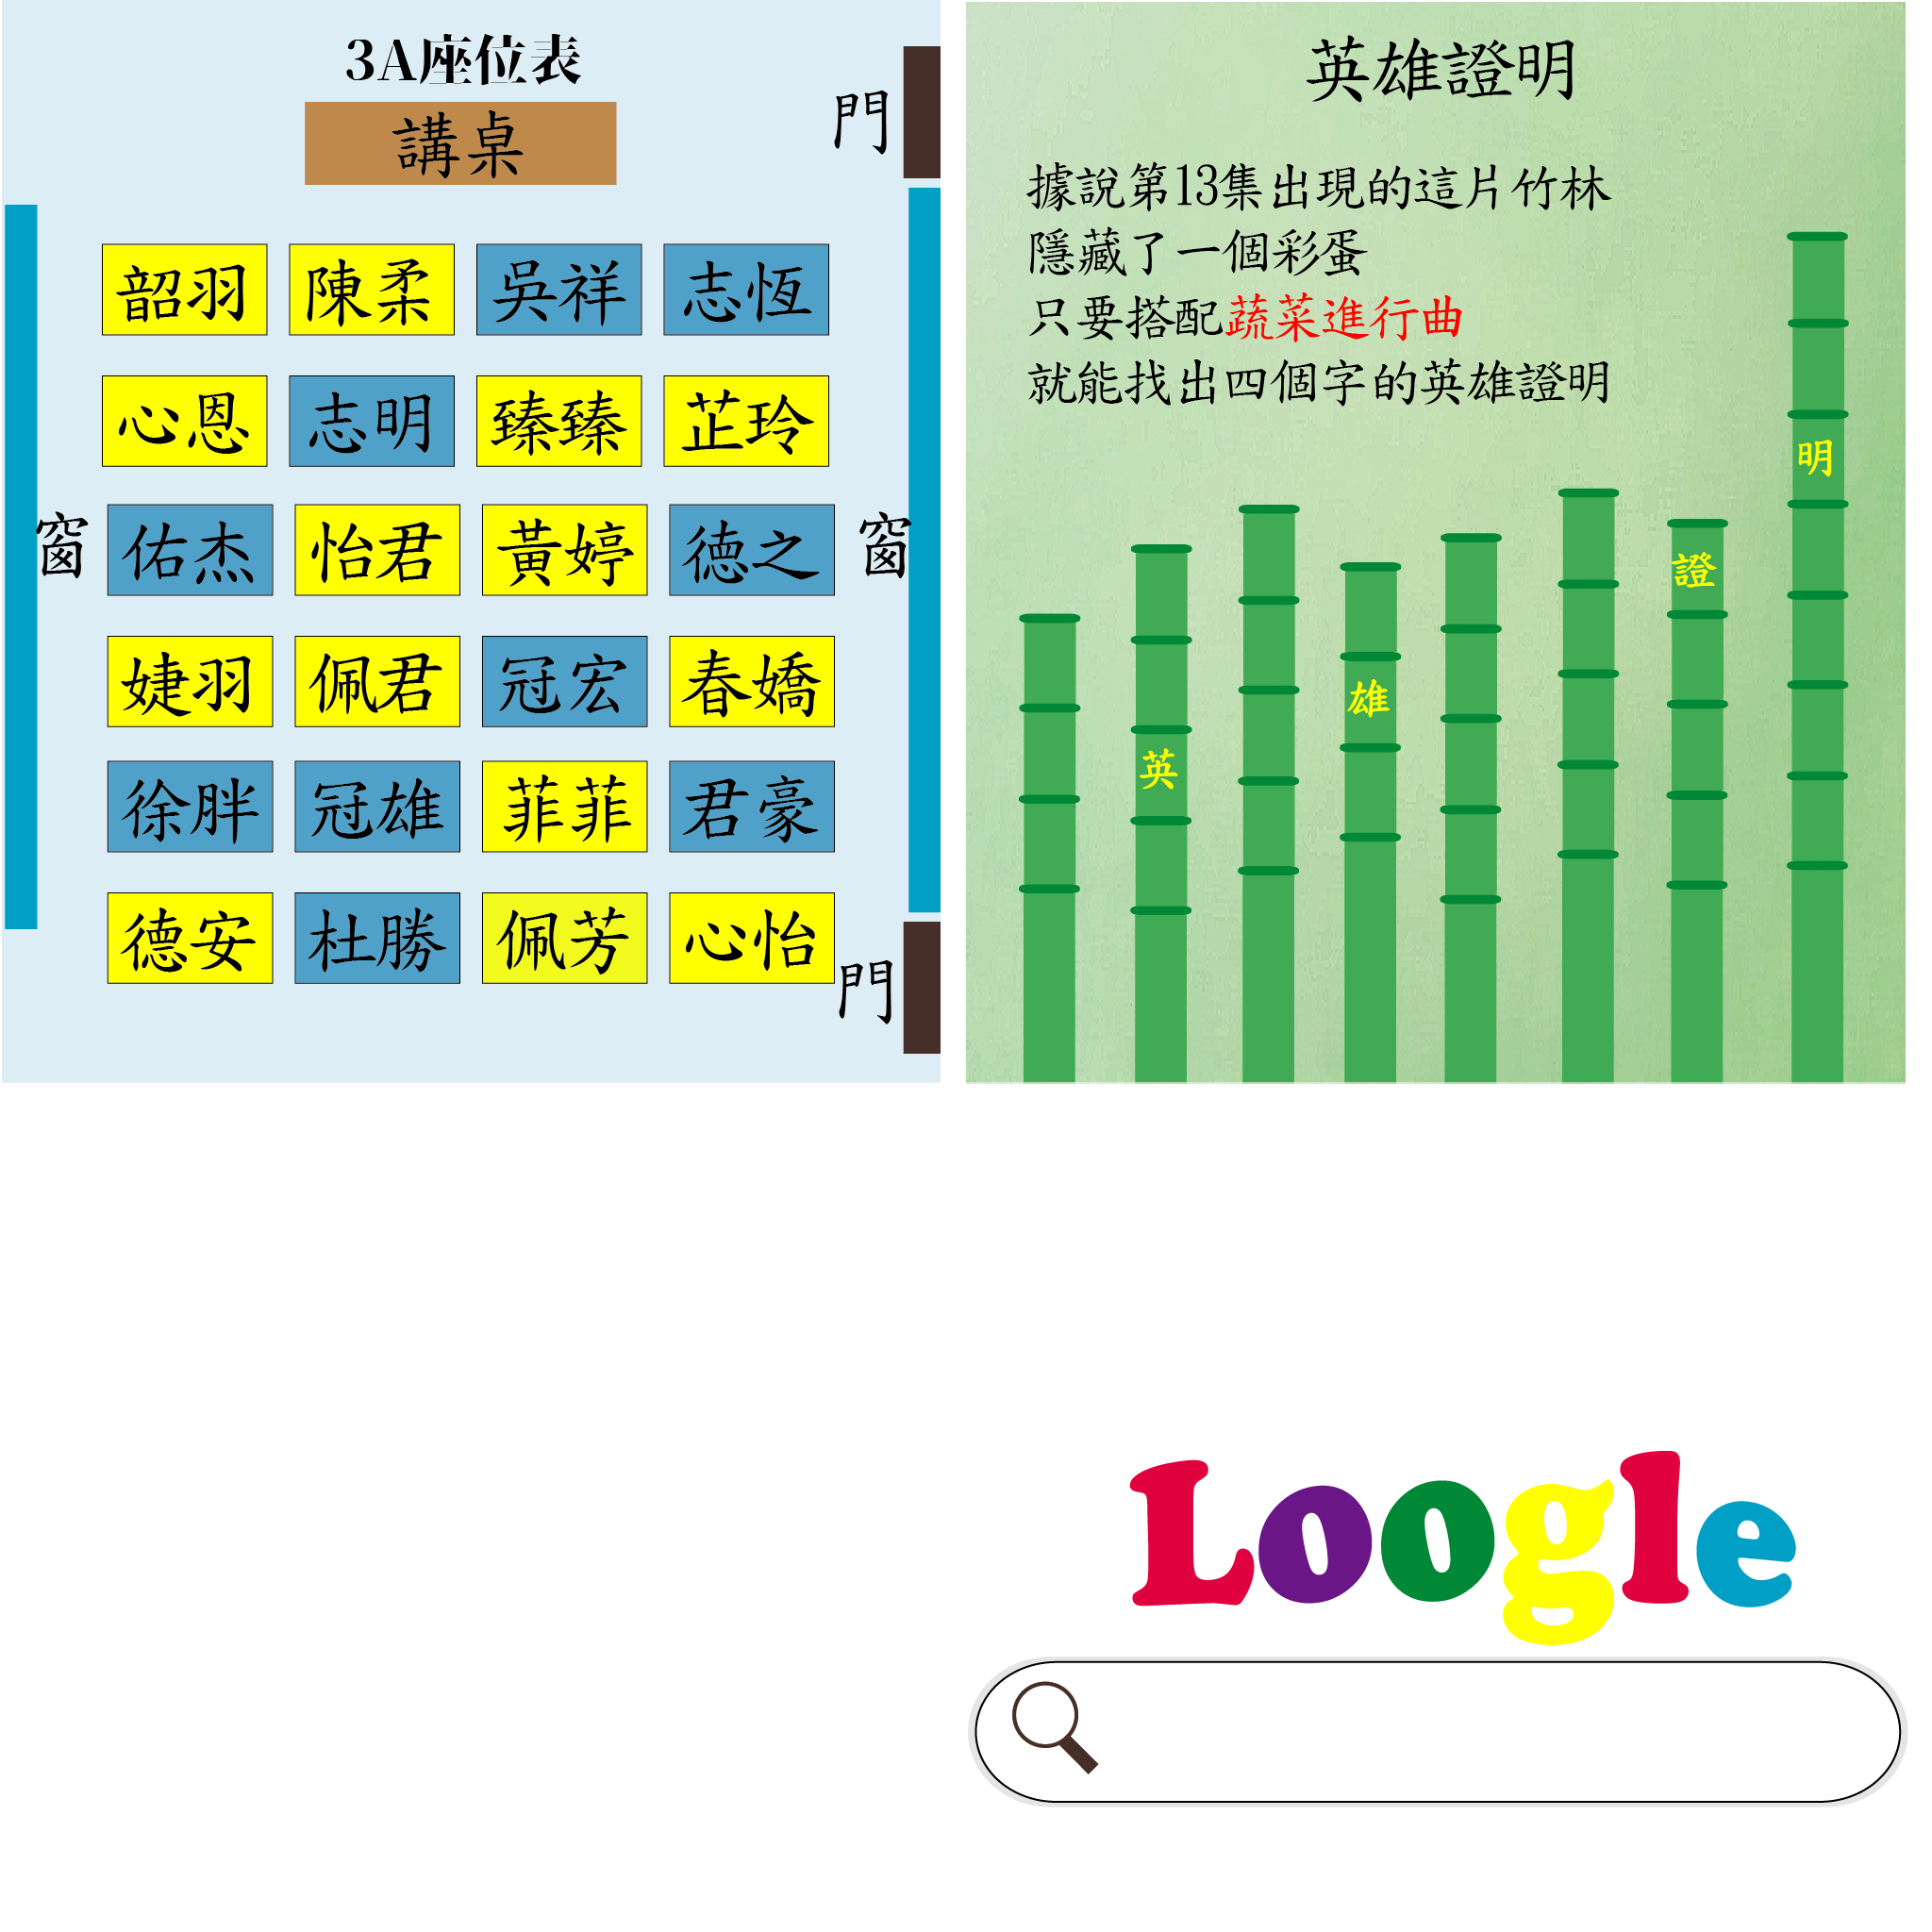 3A座位表
講桌
門
韶羽 陳柔 吳祥 志恆
心恩 志明 臻臻 芷玲
窗 佑杰 怡君 黃婷 德之 窗
婕羽 佩君 冠宏 春嬌
徐胖 冠雄 菲菲 君豪
德安 杜勝 佩芳 心怡
門
英雄證明
據說第13集出現的這片竹林
隱藏了一個彩蛋
只要搭配蔬菜進行曲
就能找出四個字的英雄證明
英
雄
證
明
Loogle